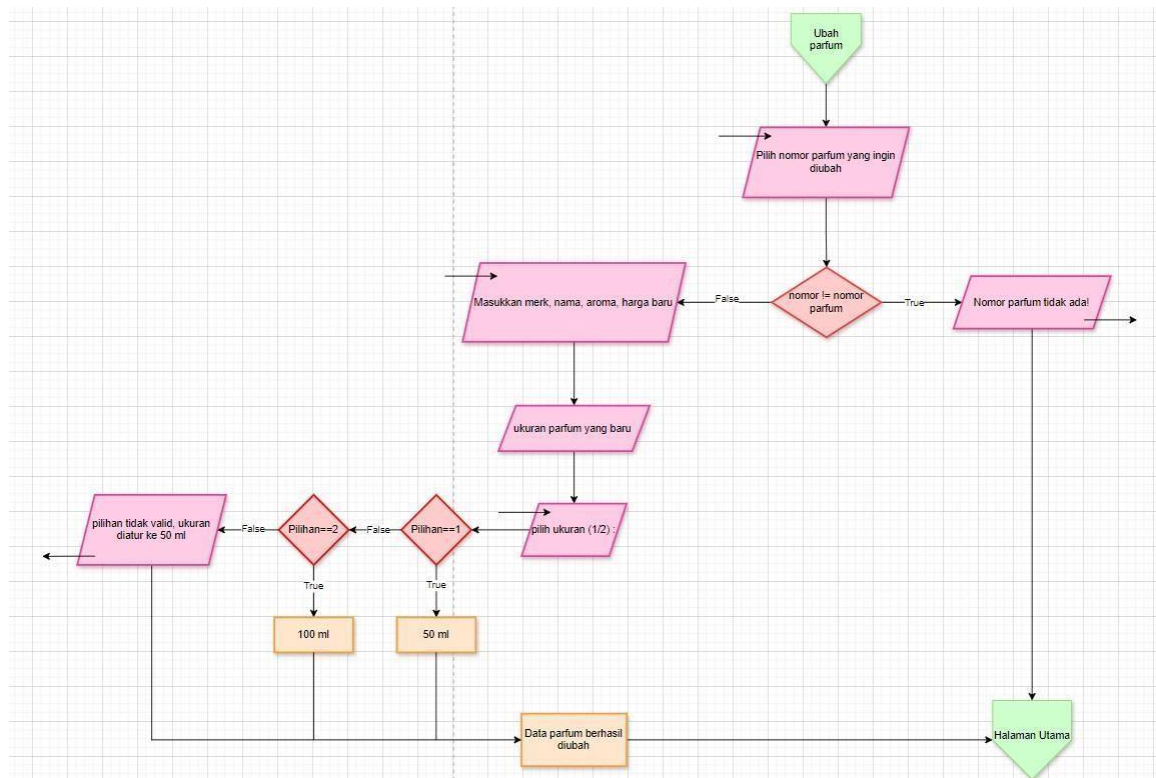 Ubah
parfum
Pilih nomor parfum yang ingin
diubah
nomor != nomor
parfum
False
True
Masukkan merk, nama, aroma, harga baru
Nomor parfum tidak ada!
ukuran parfum yang baru
pilih ukuran (1/2) :
Pilihan==1
False
Pilihan==2
False
pilihan tidak valid, ukuran
diatur ke 50 ml
True
True
100 ml
50 ml
Data parfum berhasil
diubah
Halaman Utama